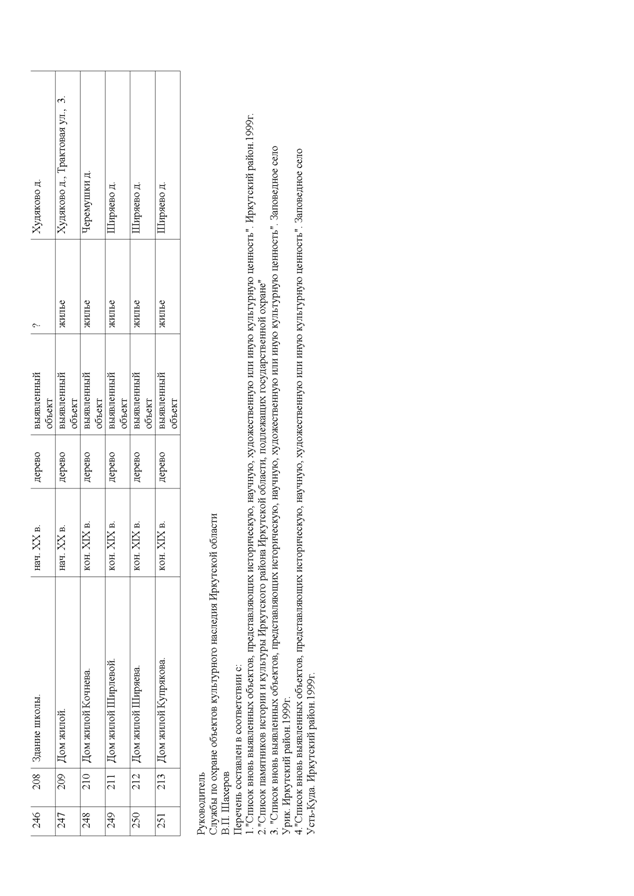 246 208 Здание школы. нач. XX в. дерево выявленный ? Худяково д.
объект
247 209 Дом жилой. нач. XX в. дерево выявленный жилье Худяково д., Трактовая ул., 3.
объект
248 210 Дом жилой Кочнева. кон. XIX в. дерево выявленный жилье Черемушки д.
объект
249 211 Дом жилой Ширлевой. кон. XIX в. дерево выявленный жилье Ширяево д.
объект
250 212 Дом жилой Ширяева. кон. XIX в. дерево выявленный жилье Ширяево д.
объект
251 213 Дом жилой Купрякова. кон. XIX в. дерево выявленный жилье Ширяево д.
объект
Руководитель
Службы по охране объектов культурного наследия Иркутской области
В.П. Шахеров
Перечень составлен в соответствии с:
1."Список вновь выявленных объектов, представляющих историческую, научную, художественную или иную культурную ценность". Иркутский район.1999г.
2."Список памятников истории и культуры Иркутского района Иркутской области, подлежащих государственной охране"
3. "Список вновь выявленных объектов, представляющих историческую, научную, художественную или иную культурную ценность". Заповедное село
Урик. Иркутский район.1999г.
4."Список вновь выявленных объектов, представляющих историческую, научную, художественную или иную культурную ценность". Заповедное село
Усть-Куда. Иркутский район.1999г.